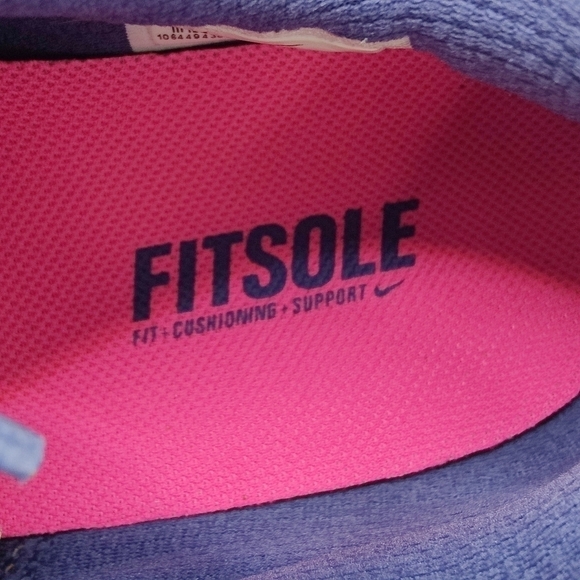 FITSOLE
FIT + CUSHIONING + SUPPORT